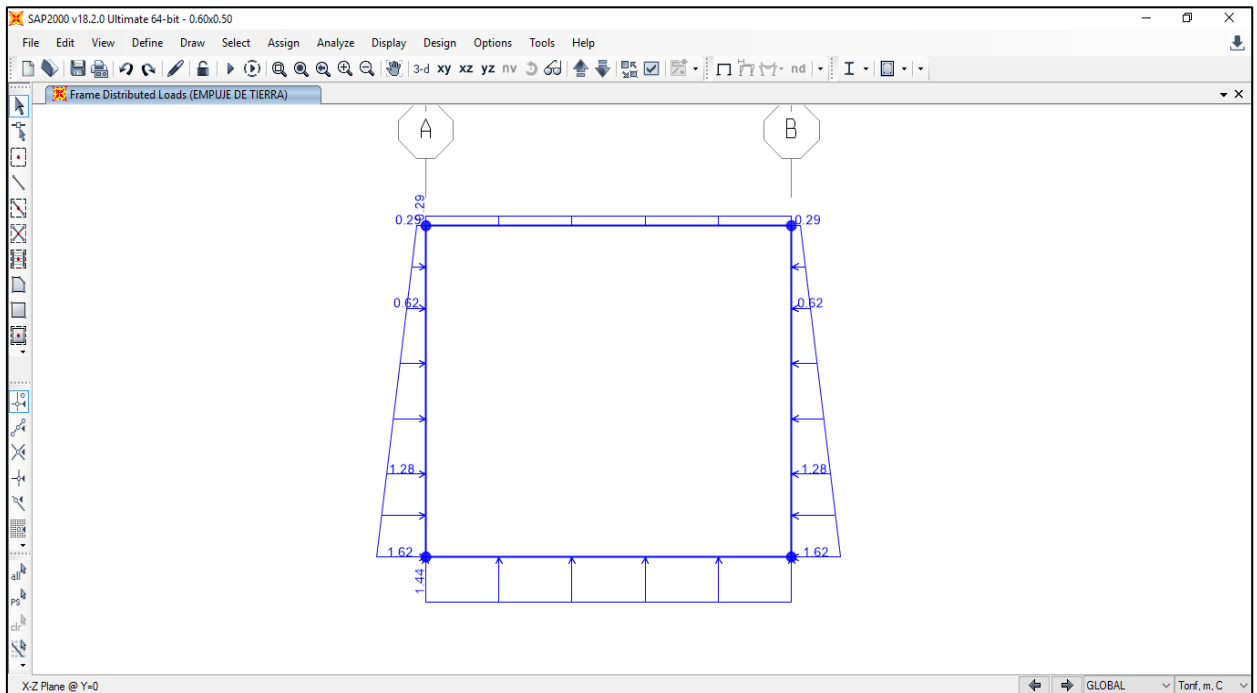 SAP2000 v18.2.0 Ultimate 64-bit - 0.60x0.50
File Edit View Define Draw Select Assign Analyze Display Design Options Tools Help
3-d xy xz yz nv nd
Frame Distributed Loads (EMPUJE DE TIERRA)
A B
0.29
0.29 0.29
0.62 0.62
1.28 1.28
1.62 1.62
1.44
all
PS
clr
X-Z Plane @ Y=0 GLOBAL Tonf, m, C